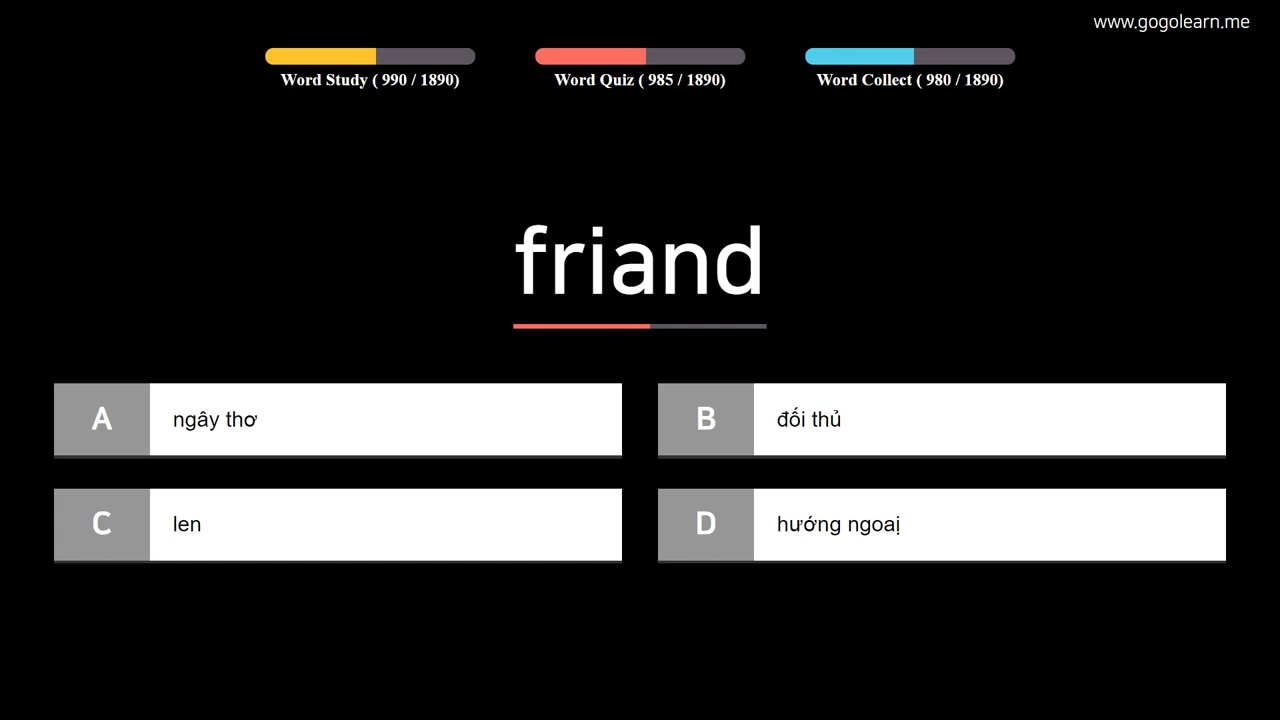 www.gogolearn.me
Word Study ( 990 / 1890)
Word Quiz ( 985 / 1890)
Word Collect ( 980 / 1890)
friand
A ngây thơ
B đối thủ
C len
D hướng ngoại